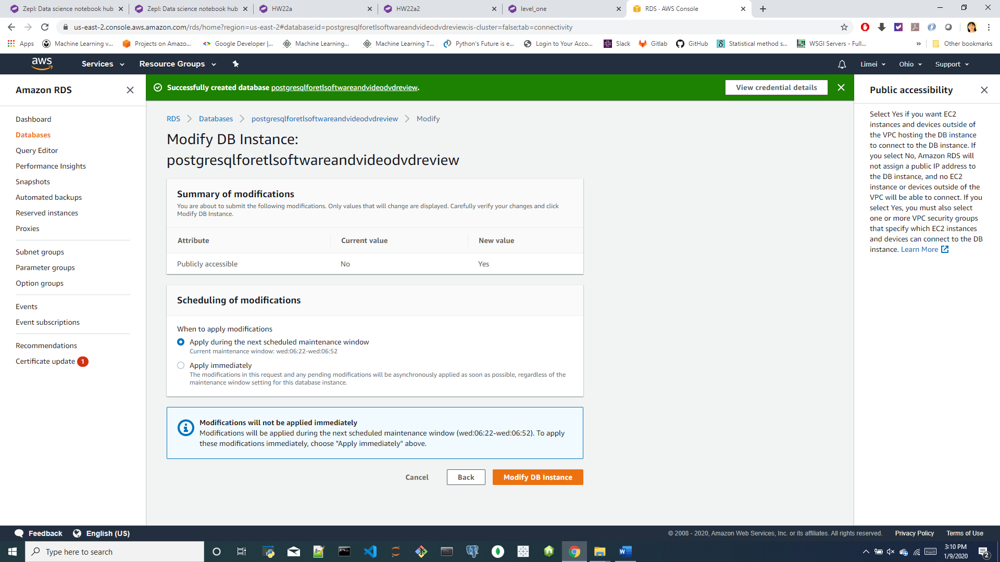 Zepl: Data science notebook hub
Zepl: Data science notebook hub
HW22a
HW22a2
level_one
RDS · AWS Console
us-east-2.console.aws.amazon.com/rds/home?region=us-east-2#database:id=postgresqlforetlsoftwareandvideodvdreview;is-cluster=false;tab=connectivity
Apps
Machine Learning v...
Projects on Amazo...
Google Developer |...
Machine Learning...
Machine Learning T...
Python's Future is e...
Login to Your Acco...
Slack
Gitlab
GitHub
Statistical method s...
WSGI Servers - Full...
»
Other bookmarks
aws
Services
Resource Groups
Limei
Ohio
Support
Amazon RDS
Dashboard
Databases
Query Editor
Performance Insights
Snapshots
Automated backups
Reserved instances
Proxies
Subnet groups
Parameter groups
Option groups
Events
Event subscriptions
Recommendations
Certificate update 1
Successfully created database postgresqlforetlsoftwareandvideodvdreview.
View credential details
RDS
Databases
postgresqlforetlsoftwareandvideodvdreview
Modify
Modify DB Instance:
postgresqlforetlsoftwareandvideodvdreview
Summary of modifications
You are about to submit the following modifications. Only values that will change are displayed. Carefully verify your changes and click
Modify DB Instance.
Attribute Current value New value
Publicly accessible No Yes
Scheduling of modifications
When to apply modifications
Apply during the next scheduled maintenance window
Current maintenance window: wed:06:22-wed:06:52
Apply immediately
The modifications in this request and any pending modifications will be asynchronously applied as soon as possible, regardless of the
maintenance window setting for this database instance.
Modifications will not be applied immediately
Modifications will be applied during the next scheduled maintenance window (wed:06:22-wed:06:52). To apply
these modifications immediately, choose "Apply immediately" above.
Cancel
Back
Modify DB Instance
Public accessibility
Select Yes if you want EC2
instances and devices outside of
the VPC hosting the DB instance
to connect to the DB instance. If
you select No, Amazon RDS will
not assign a public IP address to
the DB instance, and no EC2
instance or devices outside of the
VPC will be able to connect. If you
select Yes, you must also select
one or more VPC security groups
that specify which EC2 instances
and devices can connect to the DB
instance. Learn More
Feedback
English (US)
© 2008 - 2020, Amazon Web Services, Inc. or its affiliates. All rights reserved.
Privacy Policy
Terms of Use
Type here to search
3:10 PM
1/9/2020
2